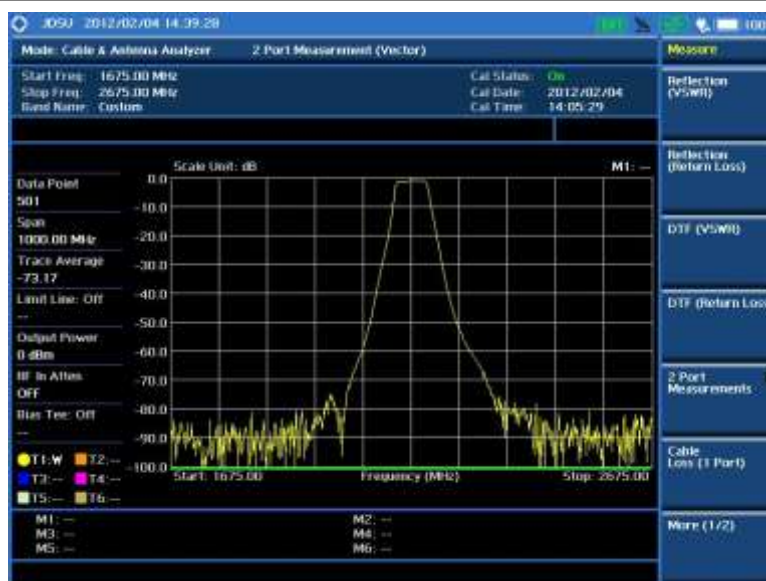 JDSU 2012/02/04 14:39:28
100
Mode: Cable & Antenna Analyzer 2 Port Measurement (Vector)
Measure
Start Freq: 1675.00 MHz
Stop Freq: 2675.00 MHz
Band Name: Custom
Cal Status: On
Cal Date: 2012/02/04
Cal Time: 14:05:29
Reflection (VSWR)
Reflection (Return Loss)
DTF (VSWR)
DTF (Return Loss
2 Port Measurements
Cable Loss (1 Port)
More (1/2)
Scale Unit: dB
M1: --
Data Point
501
Span
1000.00 MHz
Trace Average
-73.17
Limit Line: Off
--
Output Power
0 dBm
RF In Atten
OFF
Bias Tee: Off
--
T1:W T2:--
T3:-- T4:--
T5:-- T6:--
0.0
-10.0
-20.0
-30.0
-40.0
-50.0
-60.0
-70.0
-80.0
-90.0
-100.0
Start: 1675.00 Frequency (MHz) Stop: 2675.00
M1: -- M2: --
M3: -- M4: --
M5: -- M6: --